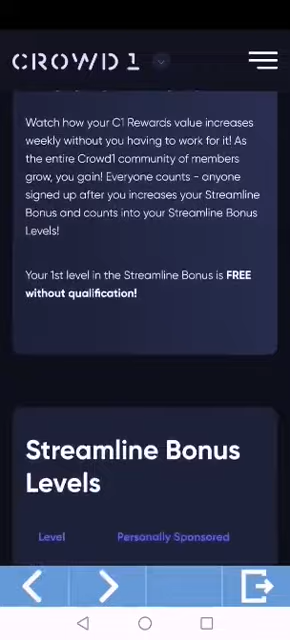 CROWD 1
Watch how your C1 Rewards value increases
weekly without you having to work for it! As
the entire Crowd1 community of members
grow, you gain! Everyone counts - anyone
signed up after you increases your Streamline
Bonus and counts into your Streamline Bonus
Levels!
Your 1st level in the Streamline Bonus is FREE
without qualification!
Streamline Bonus
Levels
Level Personally Sponsored